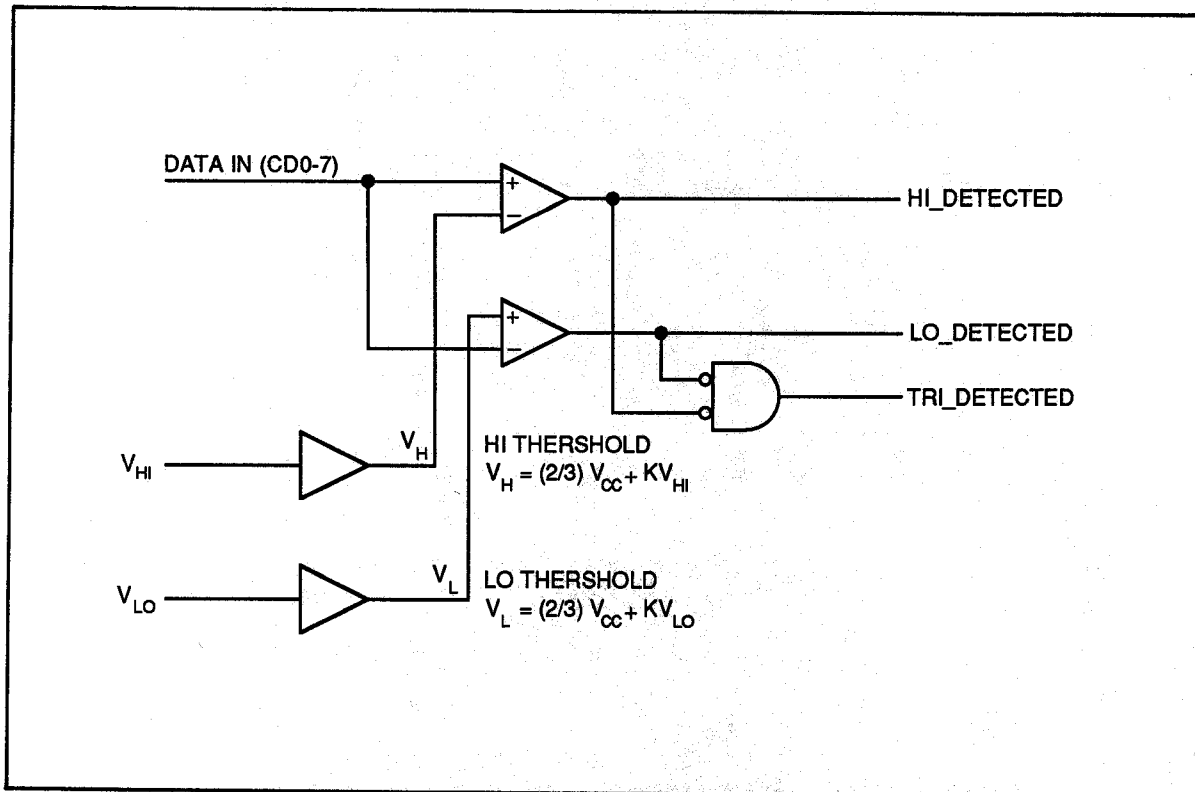 DATA IN (CD0-7)
+
−
HI_DETECTED
+
−
LO_DETECTED
TRI_DETECTED
V_HI
V_H
HI THERSHOLD
V_H = (2/3) V_CC + KV_HI
V_LO
V_L
LO THERSHOLD
V_L = (2/3) V_CC + KV_LO